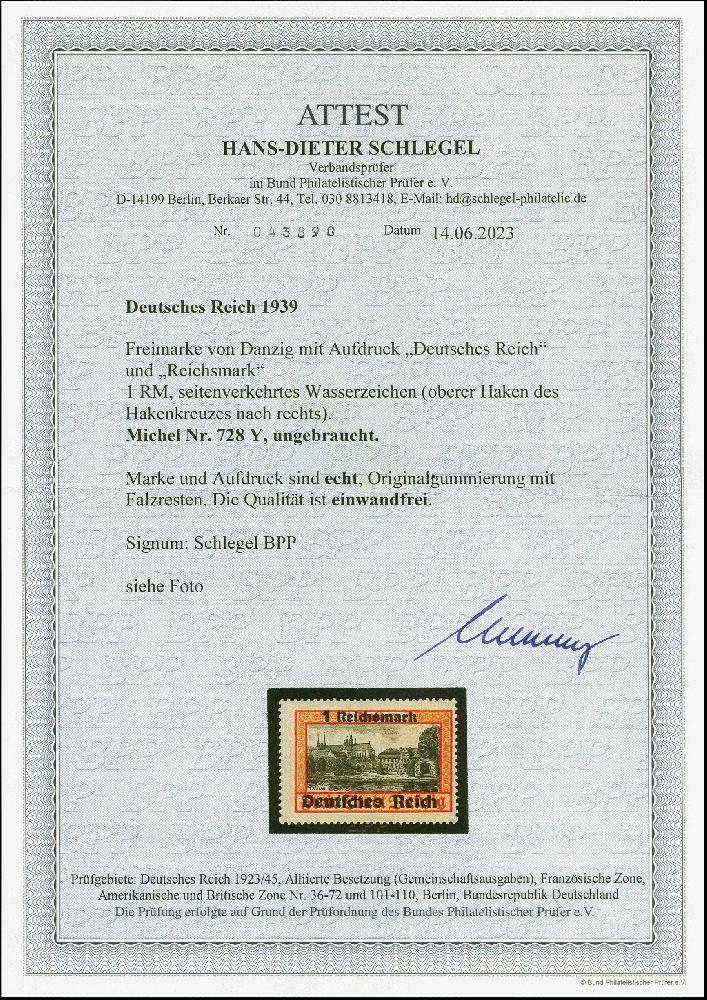 ATTEST
HANS-DIETER SCHLEGEL
Verbandsprüfer
im Bund Philatelistischer Prüfer e. V.
D-14199 Berlin, Berkaer Str. 44, Tel. 030 8813418, E-Mail: hd@schlegel-philatelie.de
Nr. 043898 Datum 14.06.2023
Deutsches Reich 1939
Freimarke von Danzig mit Aufdruck „Deutsches Reich“
und „Reichsmark“
1 RM, seitenverkehrtes Wasserzeichen (oberer Haken des
Hakenkreuzes nach rechts).
Michel Nr. 728 Y, ungebraucht.
Marke und Aufdruck sind echt, Originalgummierung mit
Falzresten. Die Qualität ist einwandfrei.
Signum: Schlegel BPP
siehe Foto
1 Reichsmark
Deutsches Reich
Prüfgebiete: Deutsches Reich 1923/45, Alliierte Besetzung (Gemeinschaftsausgaben), Französische Zone,
Amerikanische und Britische Zone Nr. 36-72 und 101-110, Berlin, Bundesrepublik Deutschland
Die Prüfung erfolgte auf Grund der Prüfordnung des Bundes Philatelistischer Prüfer e.V.
© Bund Philatelistischer Prüfer e.V.